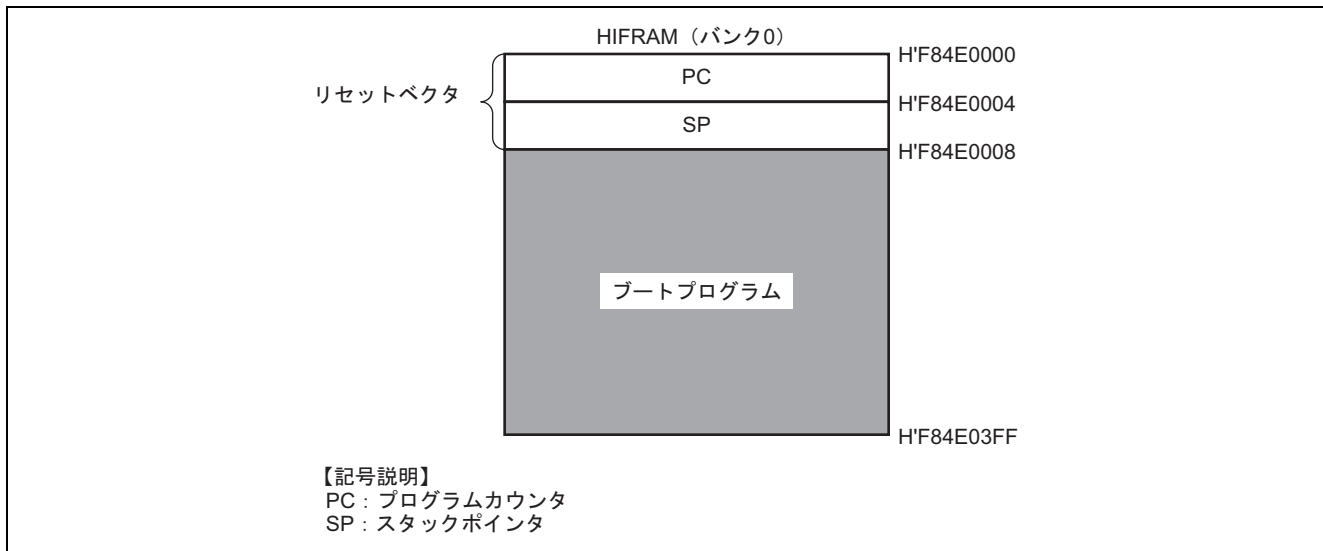 HIFRAM（バンク0）
H'F84E0000
PC
リセットベクタ
H'F84E0004
SP
H'F84E0008
ブートプログラム
H'F84E03FF
【記号説明】
PC：プログラムカウンタ
SP：スタックポインタ